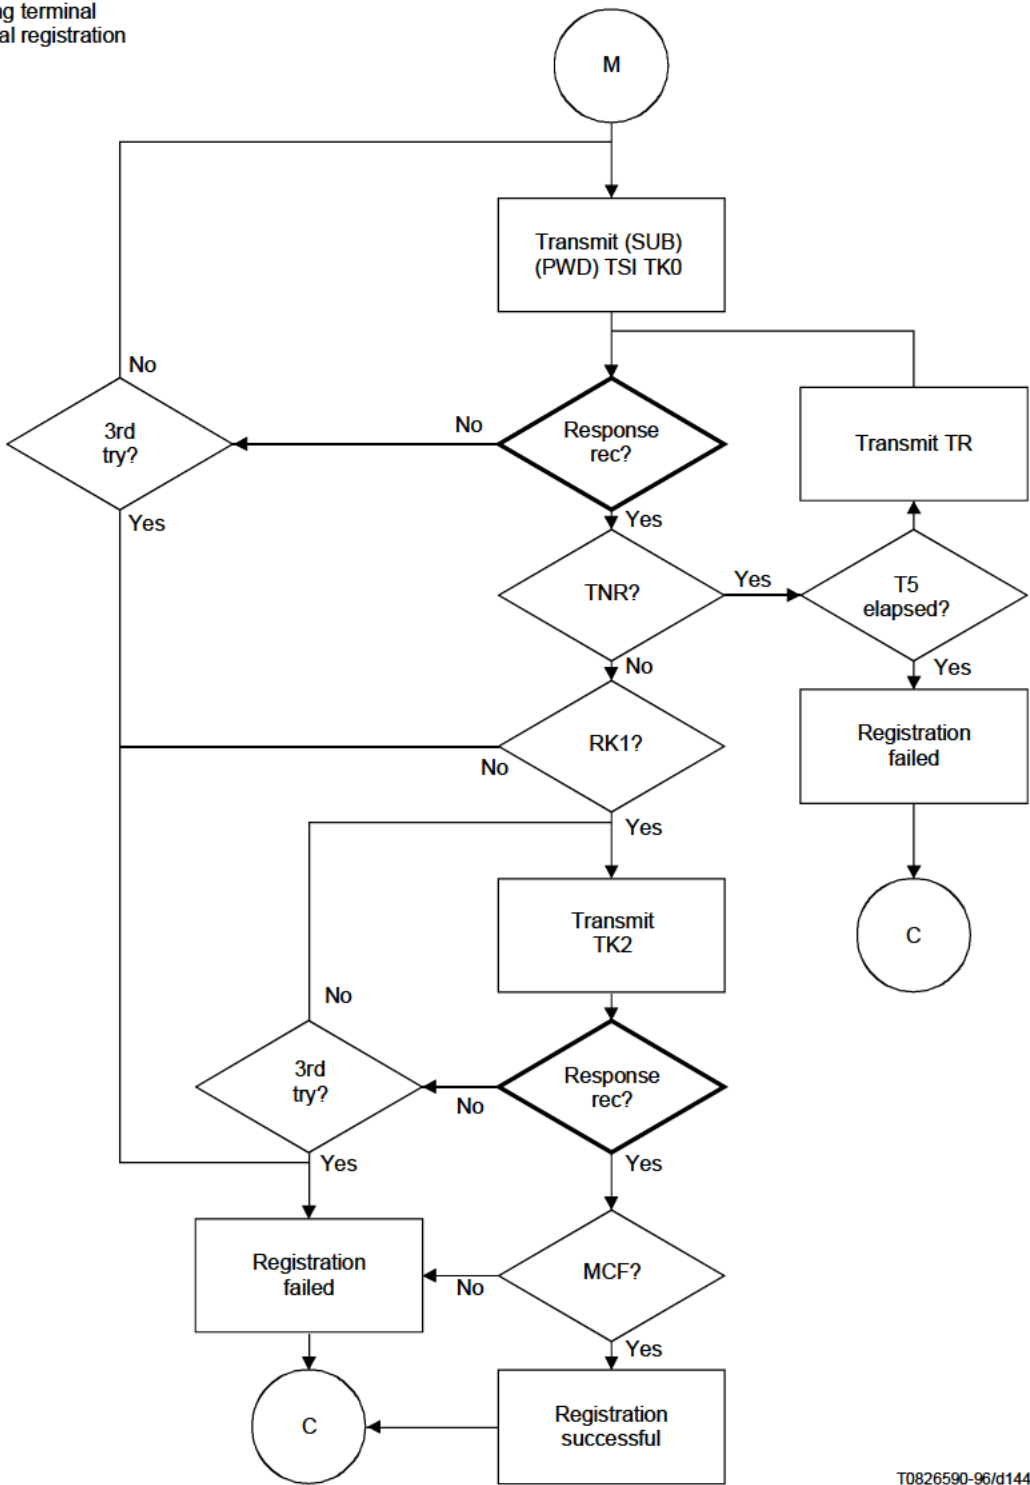 ng terminal
al registration
M
Transmit (SUB)
(PWD) TSI TK0
No
3rd
try?
No
Response
rec?
Transmit TR
Yes
Yes
TNR?
Yes
T5
elapsed?
No
Yes
RK1?
No
Registration
failed
Yes
Transmit
TK2
C
No
3rd
try?
No
Response
rec?
Yes
Yes
Registration
failed
No
MCF?
Yes
C
Registration
successful
T0826590-96/d144